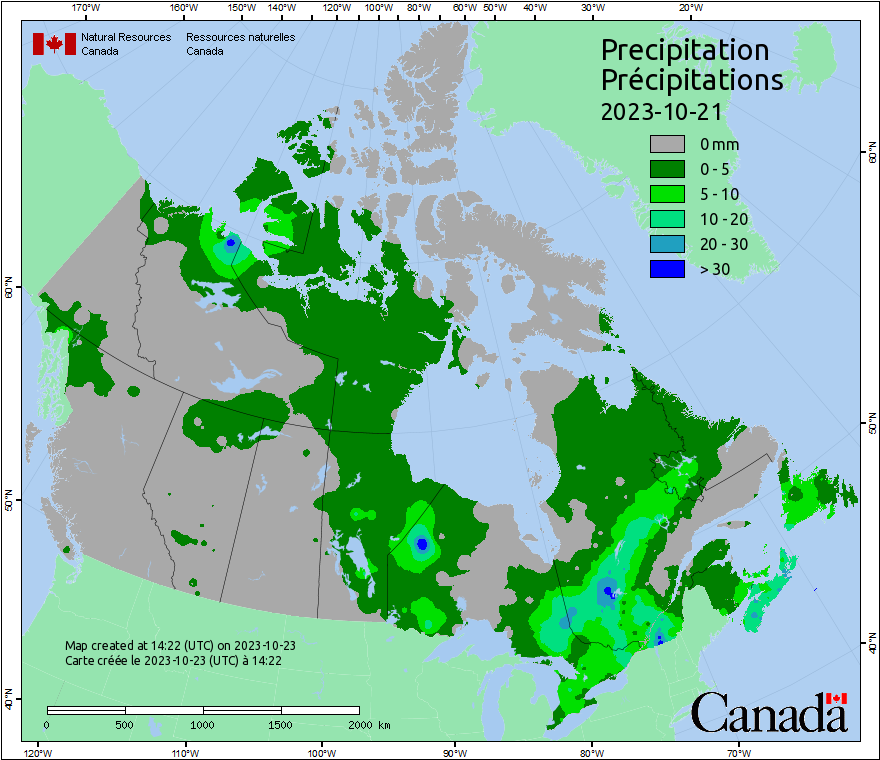 170°W 160°W 150°W 140°W 120°W 100°W 80°W 60°W 50°W 40°W 30°W 20°W
Natural Resources Ressources naturelles
Canada Canada
Precipitation
Précipitations
2023-10-21
0 mm
0 - 5
5 - 10
10 - 20
20 - 30
> 30
60°N
60°N
50°N
50°N
40°N
40°N
Map created at 14:22 (UTC) on 2023-10-23
Carte créée le 2023-10-23 (UTC) à 14:22
0 500 1000 1500 2000 km
Canada
120°W 110°W 100°W 90°W 80°W 70°W